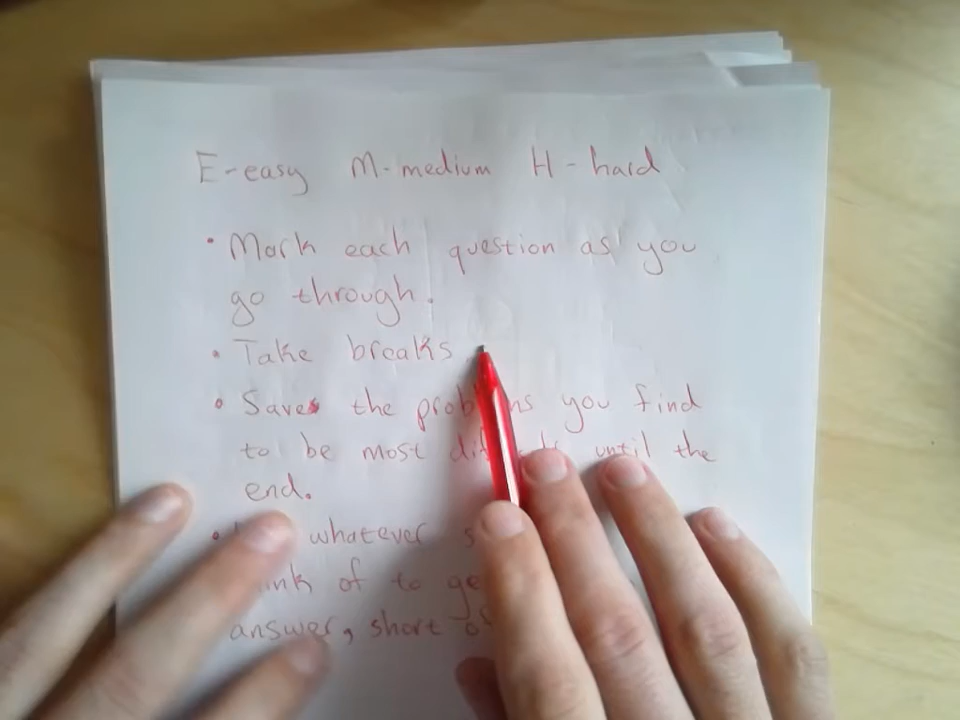 E-easy M-medium H-hard
• Mark each question as you
go through.
• Take breaks
• Save the you find
to be most until the
end.
• whatever
of to
answer, short